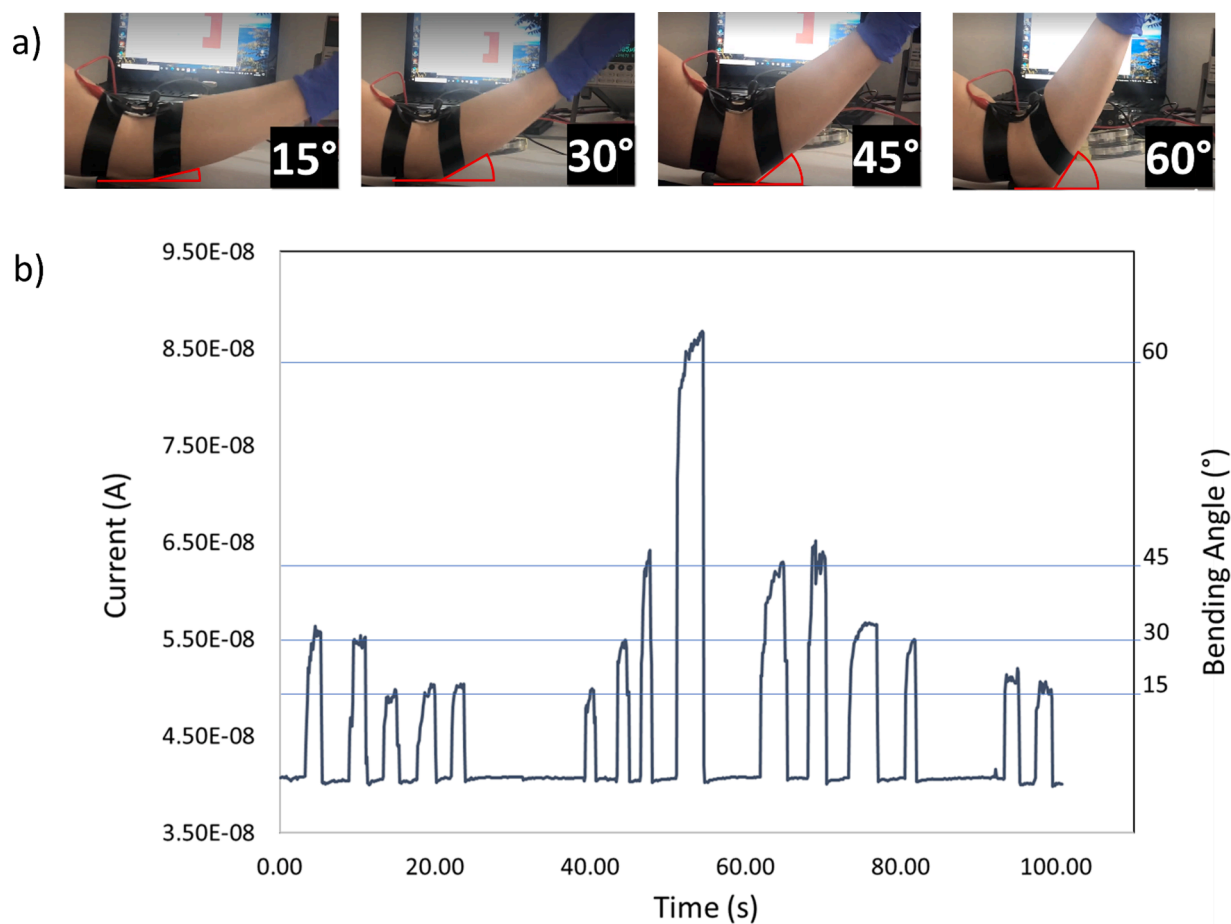 a)
15°
30°
45°
60°
b)
9.50E-08
8.50E-08
7.50E-08
6.50E-08
5.50E-08
4.50E-08
3.50E-08
Current (A)
60
45
30
15
Bending Angle (°)
0.00 20.00 40.00 60.00 80.00 100.00
Time (s)